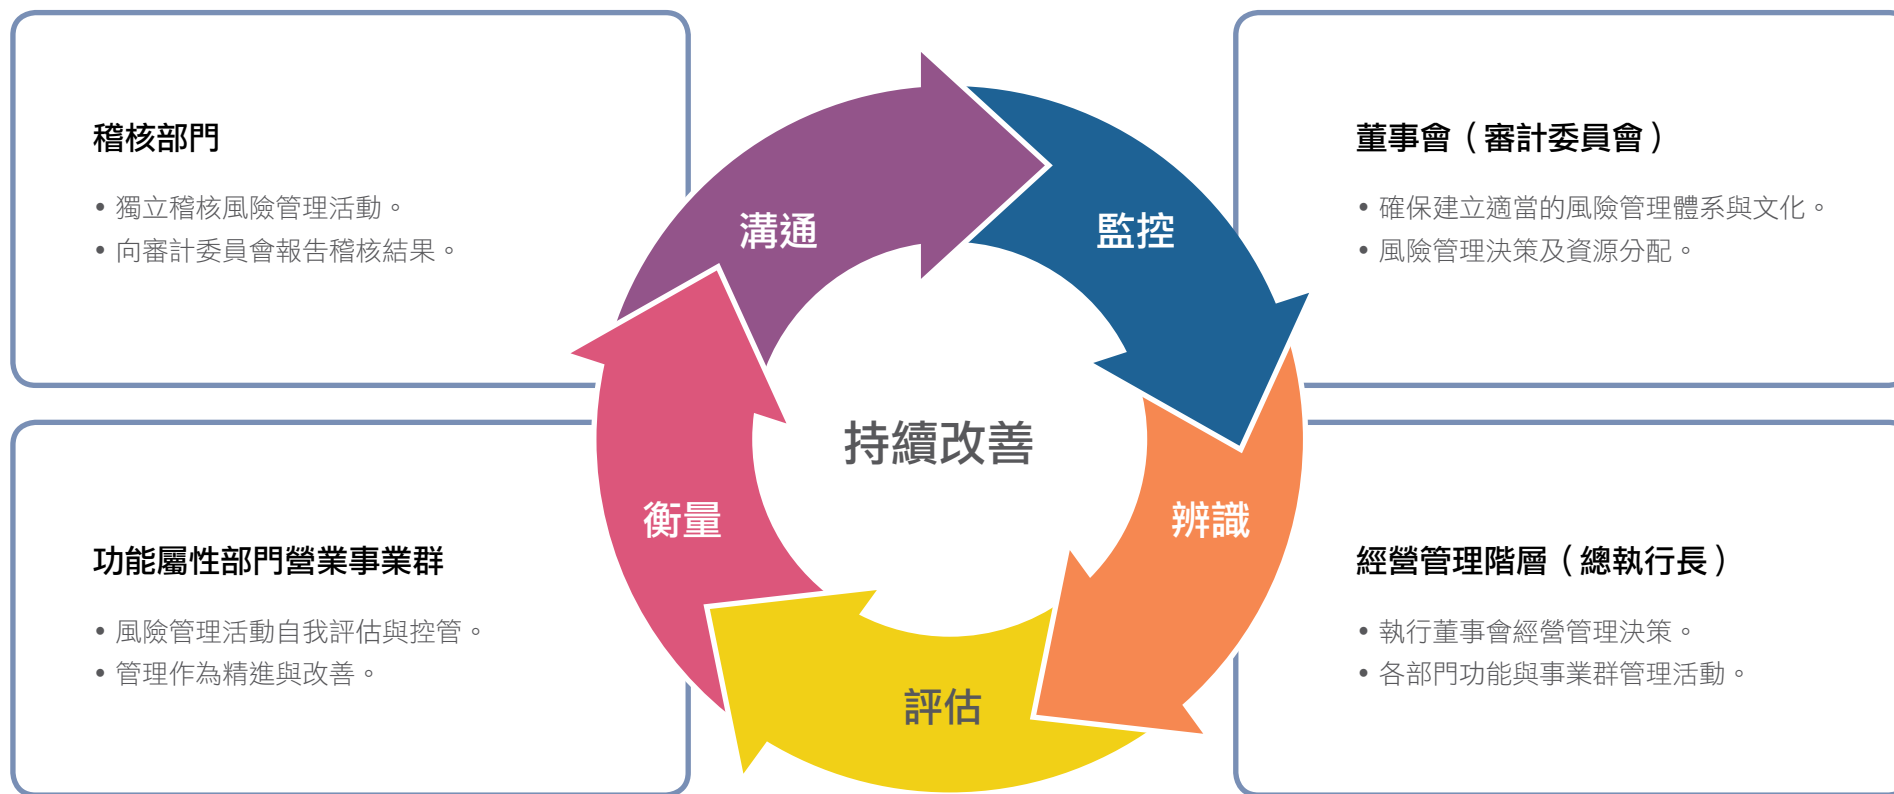 稽核部門
• 獨立稽核風險管理活動。
• 向審計委員會報告稽核結果。
董事會（審計委員會）
• 確保建立適當的風險管理體系與文化。
• 風險管理決策及資源分配。
溝通
監控
持續改善
衡量
辨識
評估
功能屬性部門營業事業群
• 風險管理活動自我評估與控管。
• 管理作為精進與改善。
經營管理階層（總執行長）
• 執行董事會經營管理決策。
• 各部門功能與事業群管理活動。